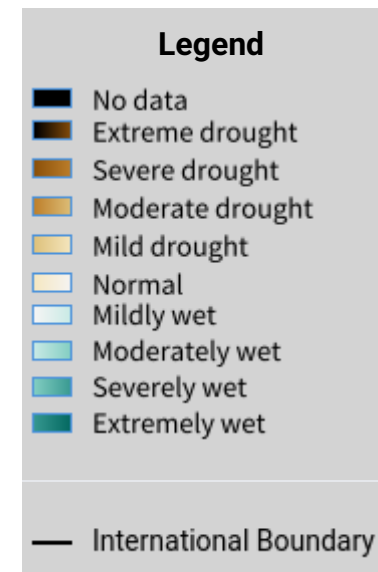 Legend
No data
Extreme drought
Severe drought
Moderate drought
Mild drought
Normal
Mildly wet
Moderately wet
Severely wet
Extremely wet
International Boundary